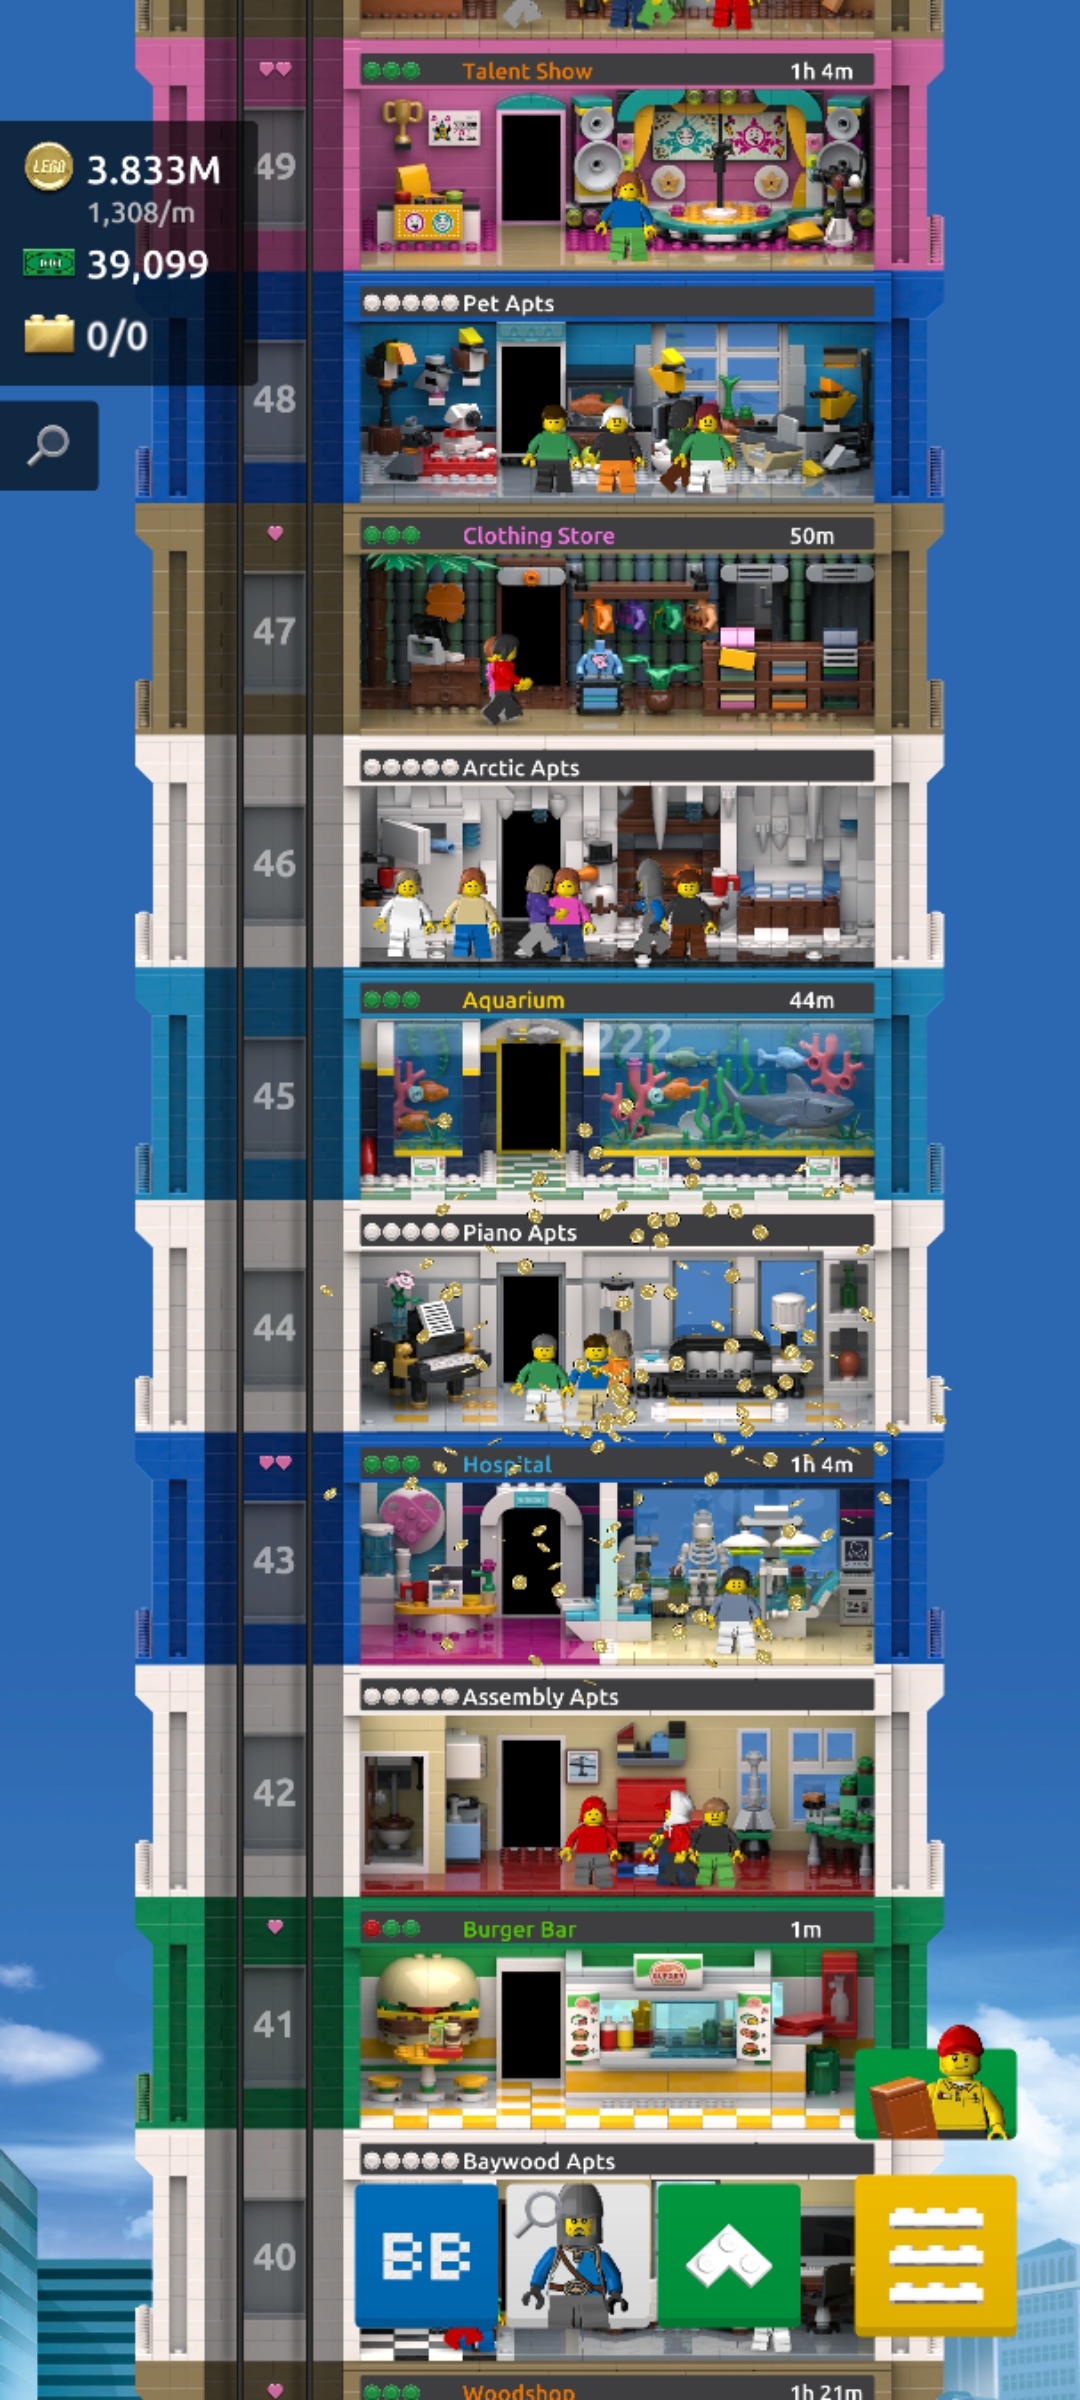 Talent Show 1h 4m
49
LEGO 3.833M
1,308/m
39,099
0/0
Pet Apts
48
Clothing Store 50m
47
Arctic Apts
46
Aquarium 44m
+222
45
Piano Apts
44
Hospital 1h 4m
43
Assembly Apts
42
Burger Bar 1m
41
Baywood Apts
BB
40
Woodshop 1h 21m